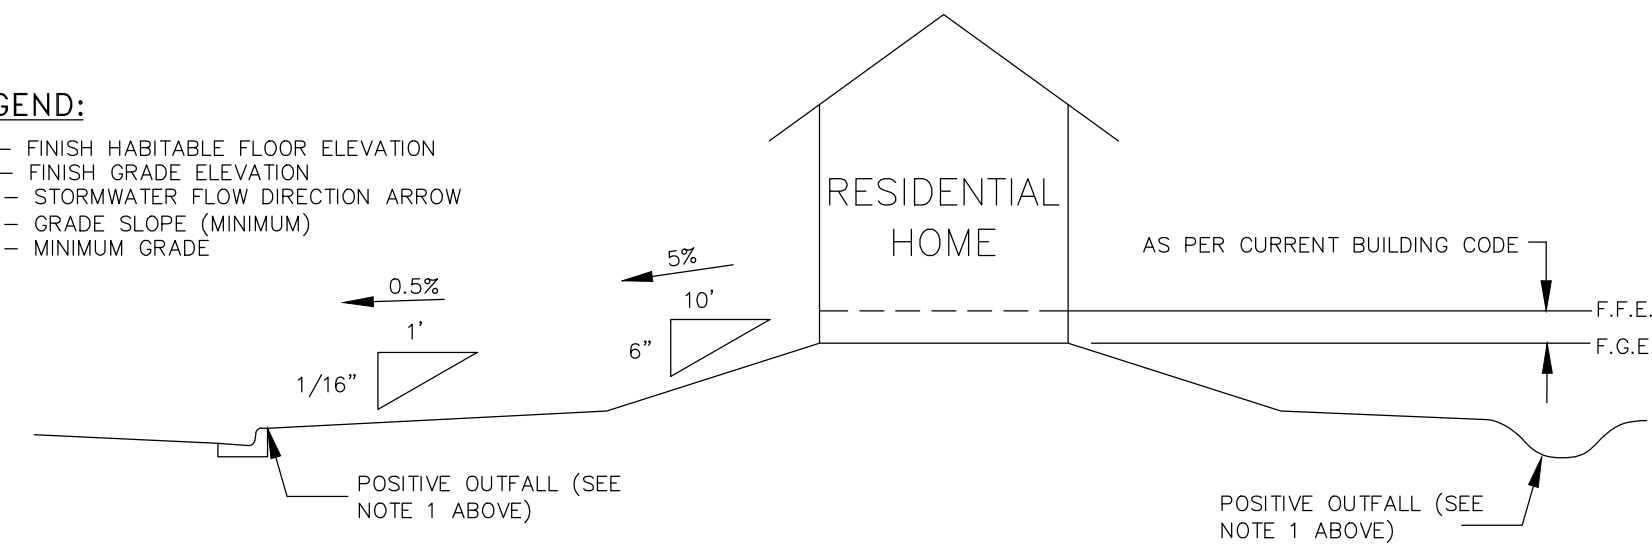 GEND:
– FINISH HABITABLE FLOOR ELEVATION
– FINISH GRADE ELEVATION
– STORMWATER FLOW DIRECTION ARROW
– GRADE SLOPE (MINIMUM)
– MINIMUM GRADE
RESIDENTIAL
HOME
AS PER CURRENT BUILDING CODE
5%
0.5%
10'
1'
6"
1/16"
F.F.E.
F.G.E.
POSITIVE OUTFALL (SEE
NOTE 1 ABOVE)
POSITIVE OUTFALL (SEE
NOTE 1 ABOVE)